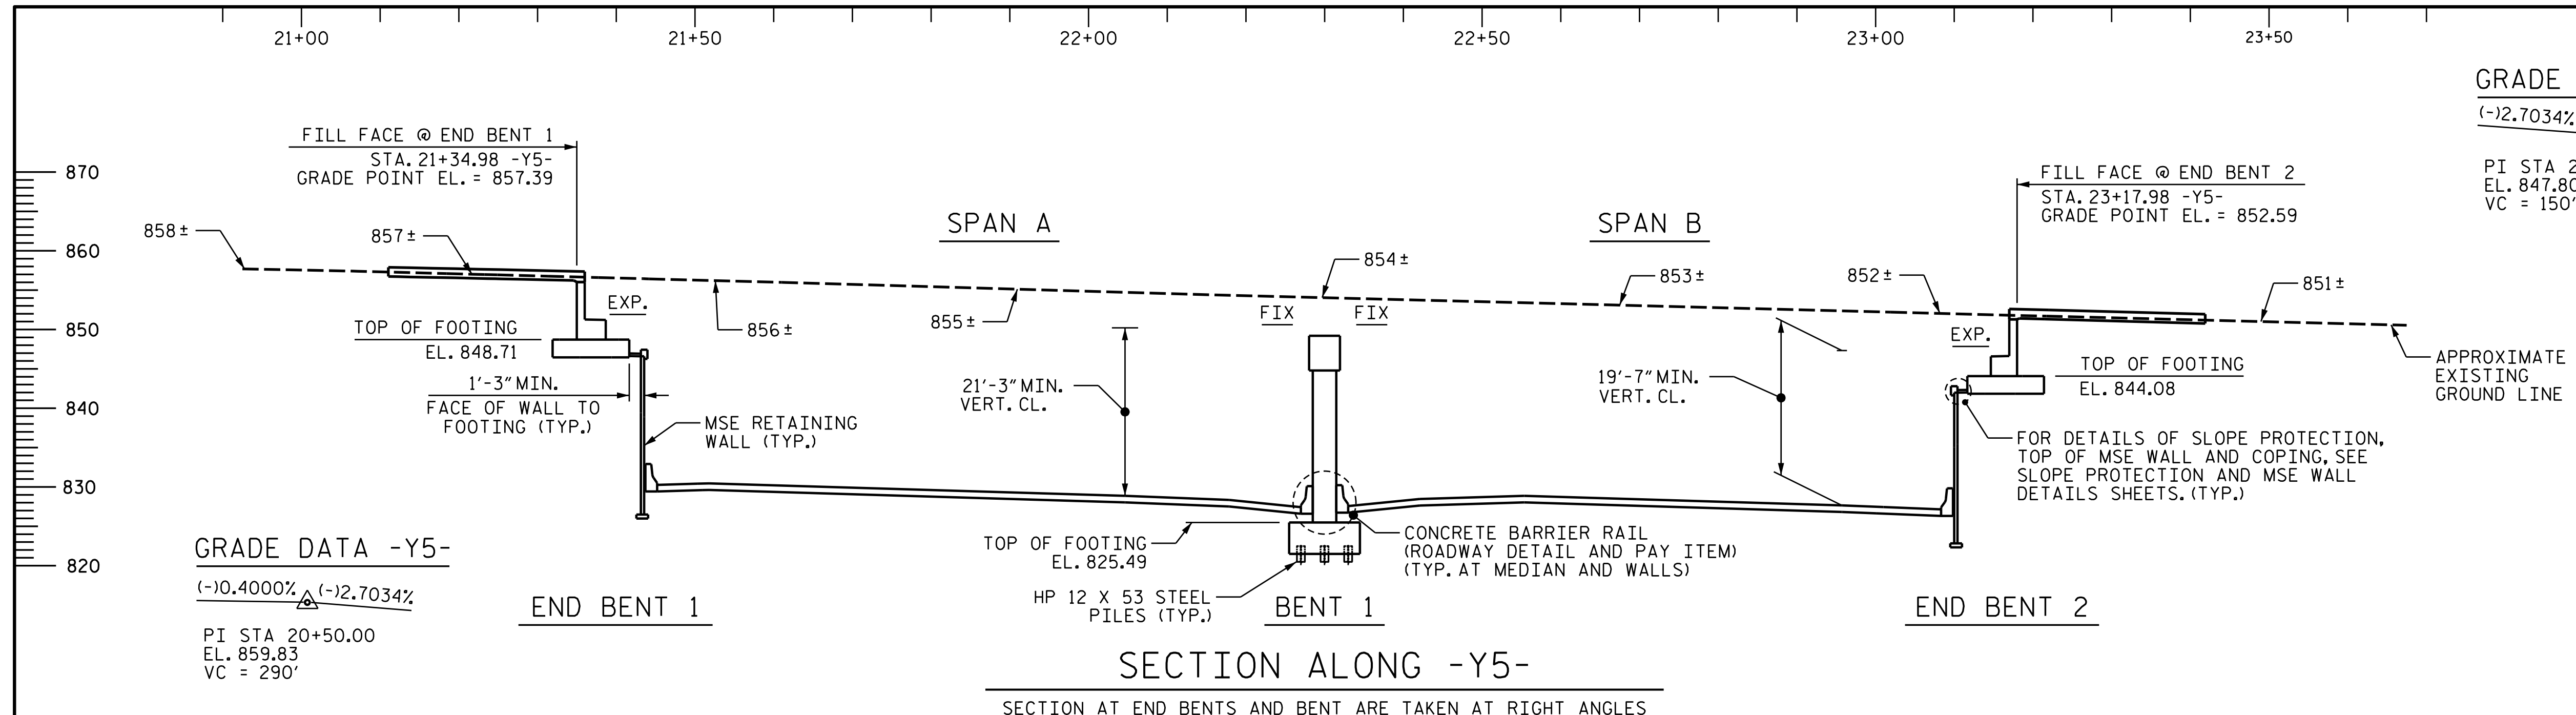 21+00
21+50
22+00
22+50
23+00
23+50
GRADE
(-)2.7034%
PI STA 2
EL. 847.80
VC = 150'
870
860
850
840
830
820
FILL FACE @ END BENT 1
STA. 21+34.98 -Y5-
GRADE POINT EL. = 857.39
FILL FACE @ END BENT 2
STA. 23+17.98 -Y5-
GRADE POINT EL. = 852.59
SPAN A
SPAN B
858±
857±
856±
855±
854±
853±
852±
851±
EXP.
FIX
FIX
EXP.
TOP OF FOOTING
EL. 848.71
1'-3" MIN.
FACE OF WALL TO
FOOTING (TYP.)
MSE RETAINING
WALL (TYP.)
21'-3" MIN.
VERT. CL.
19'-7" MIN.
VERT. CL.
TOP OF FOOTING
EL. 844.08
APPROXIMATE
EXISTING
GROUND LINE
FOR DETAILS OF SLOPE PROTECTION,
TOP OF MSE WALL AND COPING, SEE
SLOPE PROTECTION AND MSE WALL
DETAILS SHEETS. (TYP.)
TOP OF FOOTING
EL. 825.49
CONCRETE BARRIER RAIL
(ROADWAY DETAIL AND PAY ITEM)
(TYP. AT MEDIAN AND WALLS)
HP 12 X 53 STEEL
PILES (TYP.)
GRADE DATA -Y5-
(-)0.4000%
(-)2.7034%
PI STA 20+50.00
EL. 859.83
VC = 290'
END BENT 1
BENT 1
END BENT 2
SECTION ALONG -Y5-
SECTION AT END BENTS AND BENT ARE TAKEN AT RIGHT ANGLES